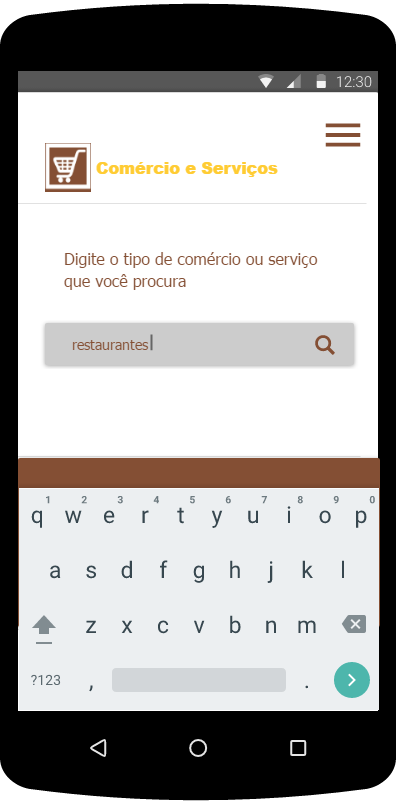 12:30
Comércio e Serviços
Digite o tipo de comércio ou serviço
que você procura
restaurantes
1 2 3 4 5 6 7 8 9 0
q w e r t y u i o p
a s d f g h j k l
z x c v b n m
?123 , .